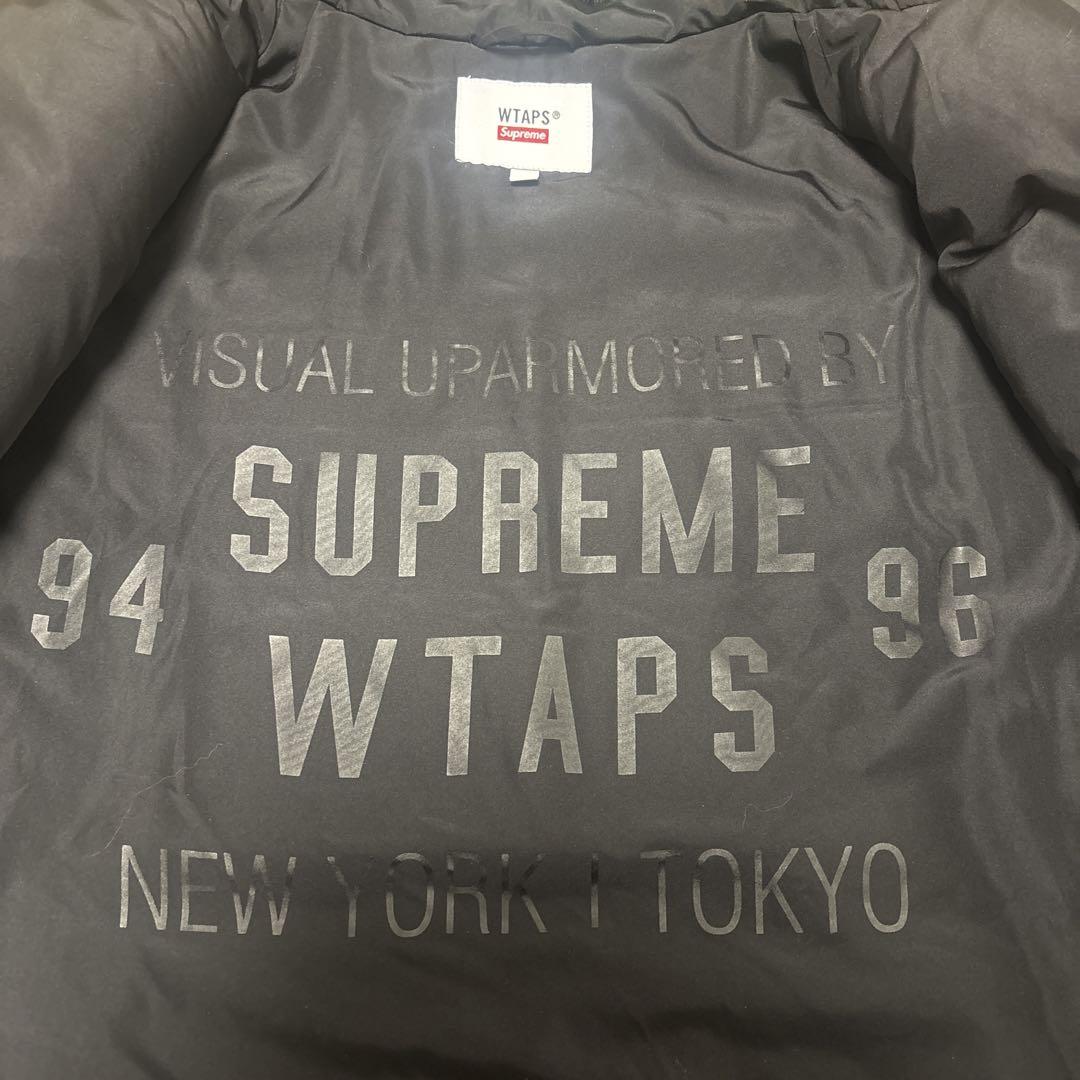 WTAPS®
Supreme
VISUAL UPARMORED BY
SUPREME
94 96
WTAPS
NEW YORK | TOKYO